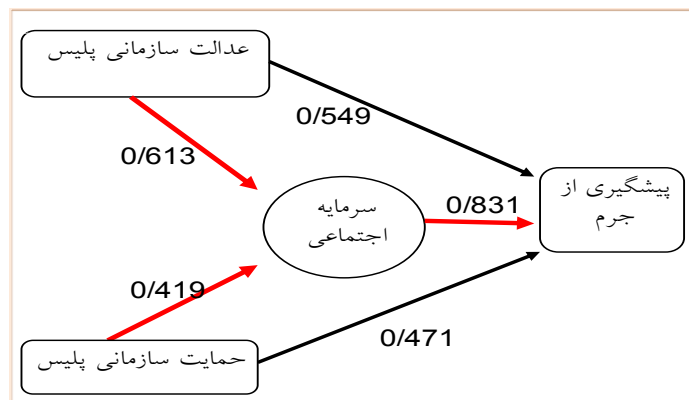 عدالت سازمانی پلیس
0/549
0/613
پیشگیری از
جرم
سرمایه
اجتماعی
0/831
0/419
0/471
حمایت سازمانی پلیس